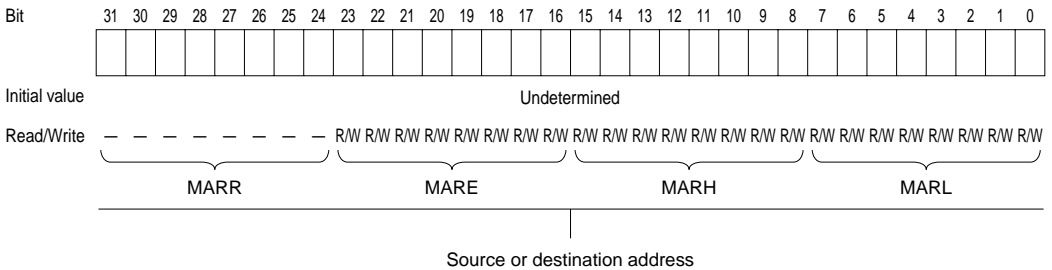 Bit 31 30 29 28 27 26 25 24 23 22 21 20 19 18 17 16 15 14 13 12 11 10 9 8 7 6 5 4 3 2 1 0
Initial value Undetermined
Read/Write — — — — — — — — R/W R/W R/W R/W R/W R/W R/W R/W R/W R/W R/W R/W R/W R/W R/W R/W R/W R/W R/W R/W R/W R/W R/W R/W
MARR MARE MARH MARL
Source or destination address